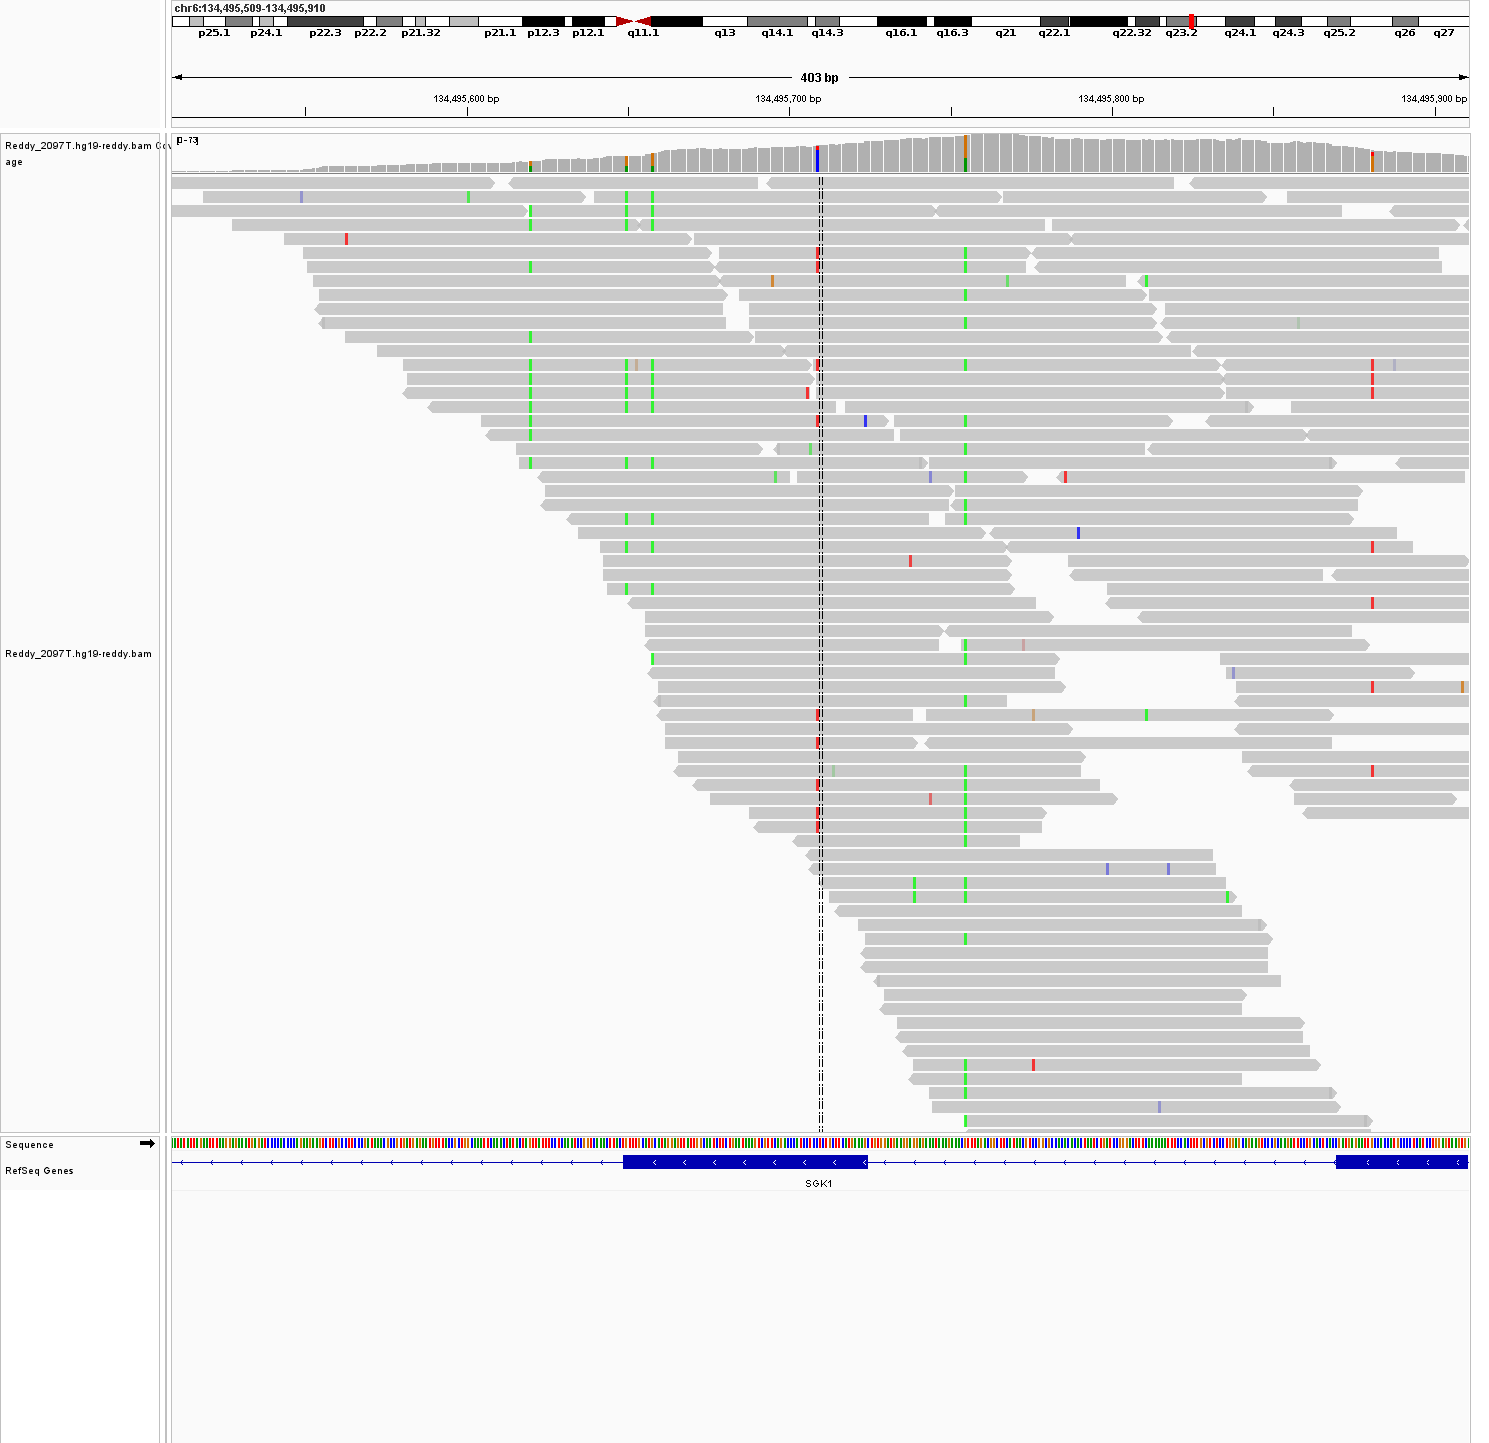 chr6:134,495,509-134,495,910
p25.1 p24.1 p22.3 p22.2 p21.32 p21.1 p12.3 p12.1 q11.1 q13 q14.1 q14.3 q16.1 q16.3 q21 q22.1 q22.32 q23.2 q24.1 q24.3 q25.2 q26 q27
403 bp
134,495,600 bp 134,495,700 bp 134,495,800 bp 134,495,900 bp
[0-73]
Reddy_2097T.hg19-reddy.bam Cov
age
Reddy_2097T.hg19-reddy.bam
Sequence
RefSeq Genes
SGK1